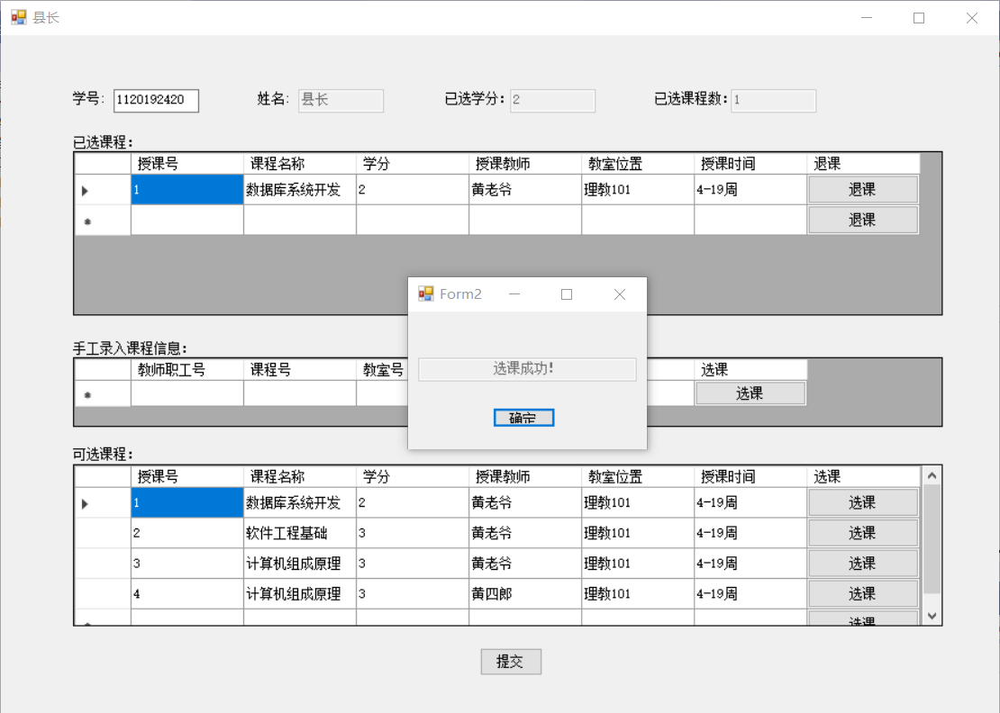 县长
学号： 1120192420 姓名： 县长 已选学分： 2 已选课程数： 1
已选课程：
授课号 课程名称 学分 授课教师 教室位置 授课时间 退课
1 数据库系统开发 2 黄老爷 理教101 4-19周 退课
退课
Form2
手工录入课程信息：
教师职工号 课程号 教室号 选课
选课
选课成功！
确定
可选课程：
授课号 课程名称 学分 授课教师 教室位置 授课时间 选课
1 数据库系统开发 2 黄老爷 理教101 4-19周 选课
2 软件工程基础 3 黄老爷 理教101 4-19周 选课
3 计算机组成原理 3 黄老爷 理教101 4-19周 选课
4 计算机组成原理 3 黄四郎 理教101 4-19周 选课
选课
提交